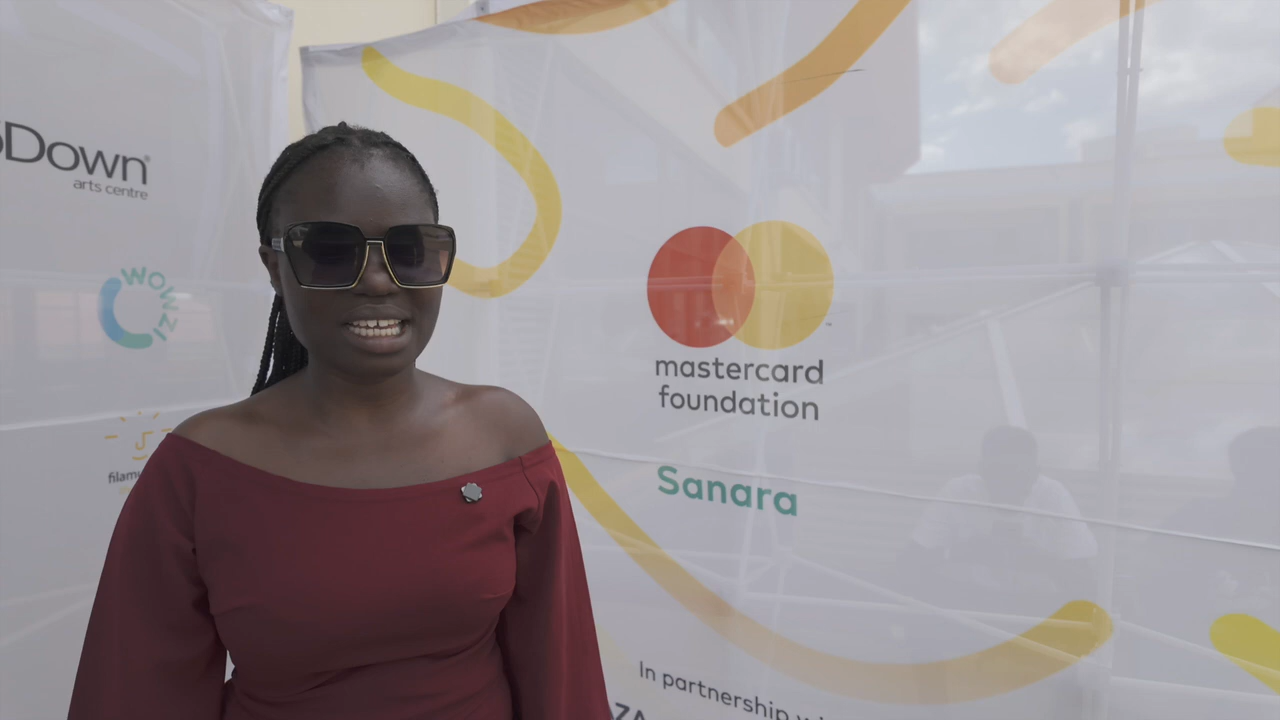 Down
arts centre
WOWZI
mastercard
foundation
Sanara
In partnership